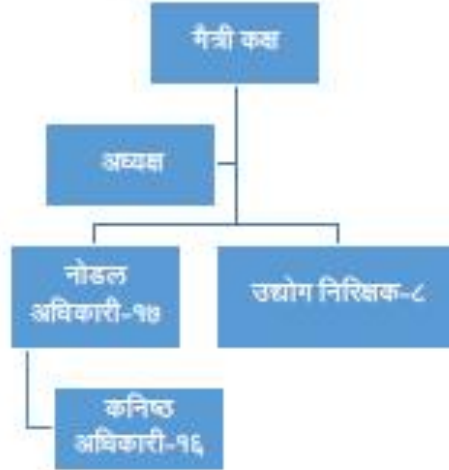 मैत्री कक्ष
अध्यक्ष
नोडल
अधिकारी-१७
उद्योग निरिक्षक-८
कनिष्ठ
अधिकारी-१६